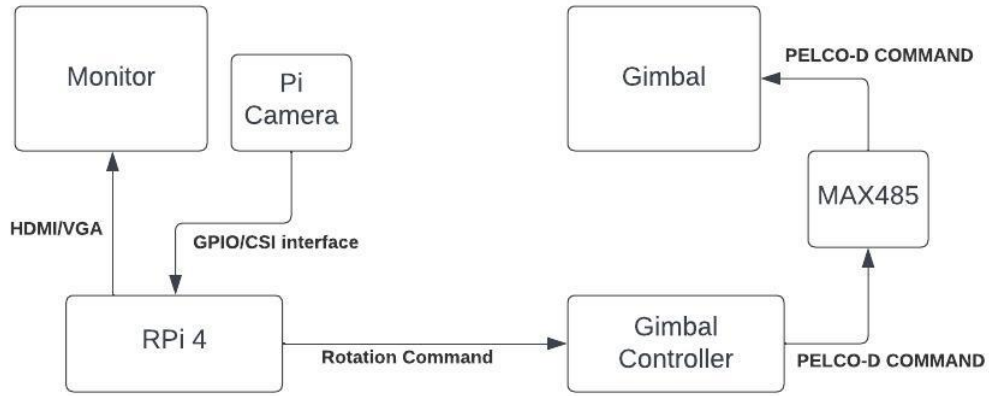 Monitor
Pi
Camera
Gimbal
PELCO-D COMMAND
MAX485
HDMI/VGA
GPIO/CSI interface
RPi 4
Rotation Command
Gimbal
Controller
PELCO-D COMMAND